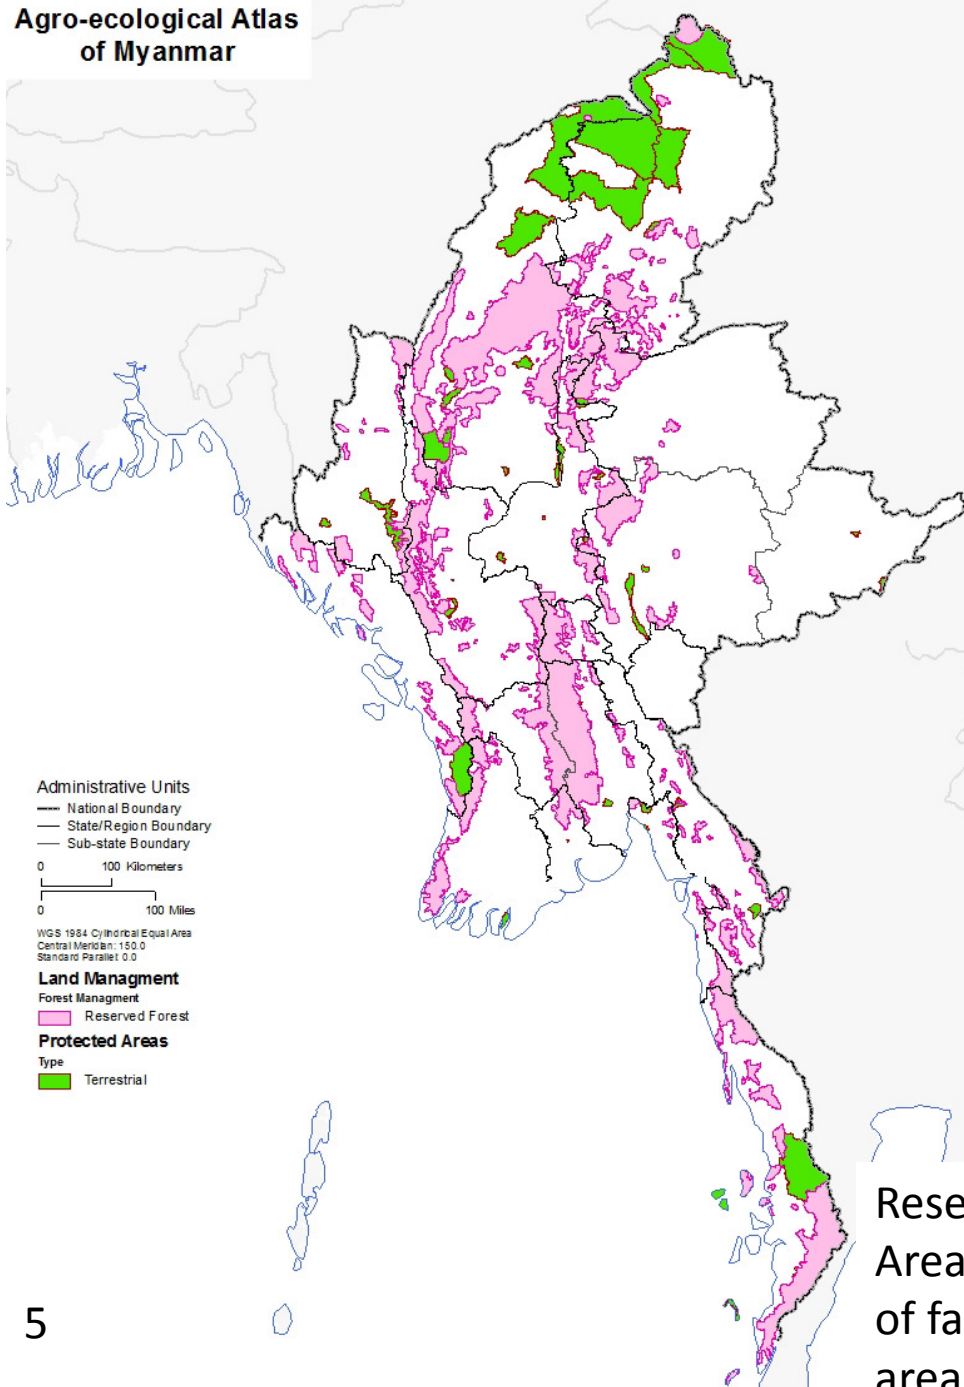 Agro-ecological Atlas
of Myanmar
Administrative Units
National Boundary
State/Region Boundary
Sub-state Boundary
0 100 Kilometers
0 100 Miles
WGS 1984 Cylindrical Equal Area
Central Meridian: 150.0
Standard Parallel: 0.0
Land Managment
Forest Managment
Reserved Forest
Protected Areas
Type
Terrestrial
5
Rese
Area
of fa
area